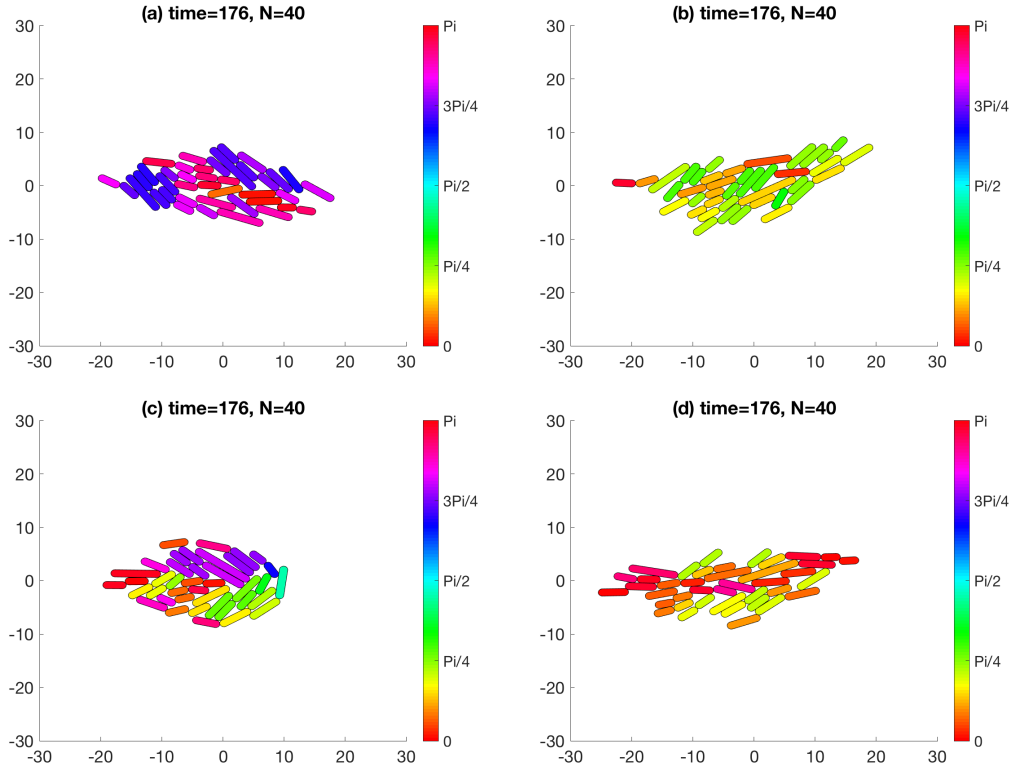 (a) time=176, N=40
30
20
10
0
-10
-20
-30
-30 -20 -10 0 10 20 30
Pi
3Pi/4
Pi/2
Pi/4
0
(b) time=176, N=40
30
20
10
0
-10
-20
-30
-30 -20 -10 0 10 20 30
Pi
3Pi/4
Pi/2
Pi/4
0
(c) time=176, N=40
30
20
10
0
-10
-20
-30
-30 -20 -10 0 10 20 30
Pi
3Pi/4
Pi/2
Pi/4
0
(d) time=176, N=40
30
20
10
0
-10
-20
-30
-30 -20 -10 0 10 20 30
Pi
3Pi/4
Pi/2
Pi/4
0